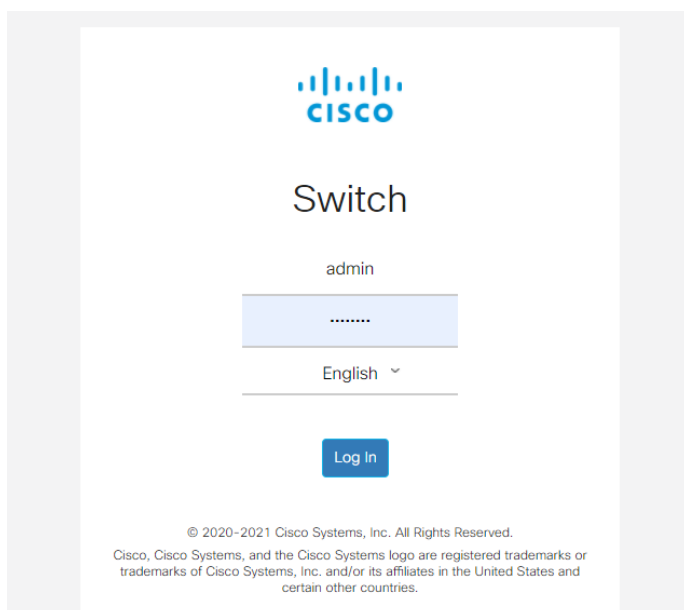 CISCO
Switch
admin
........
English
Log In
© 2020-2021 Cisco Systems, Inc. All Rights Reserved.
Cisco, Cisco Systems, and the Cisco Systems logo are registered trademarks or
trademarks of Cisco Systems, Inc. and/or its affiliates in the United States and
certain other countries.